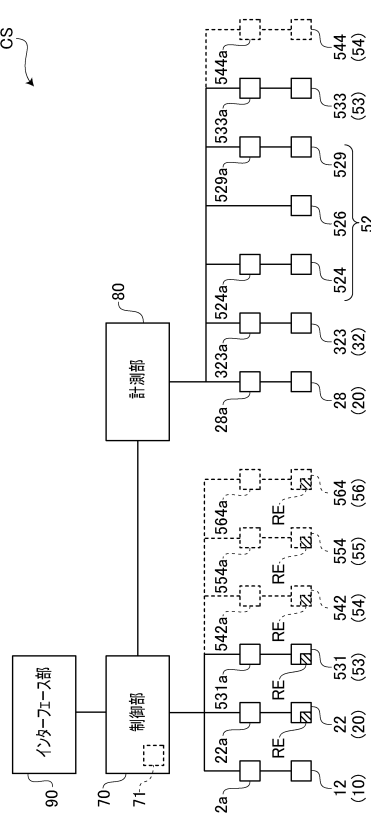 CS
90
インターフェース部
70
制御部
71
80
計測部
2a
22a
531a
542a
554a
564a
28a
323a
524a
529a
533a
544a
RE
RE
RE
RE
RE
12
(10)
22
(20)
531
(53)
542
(54)
554
(55)
564
(56)
28
(20)
323
(32)
524
526
529
52
533
(53)
544
(54)